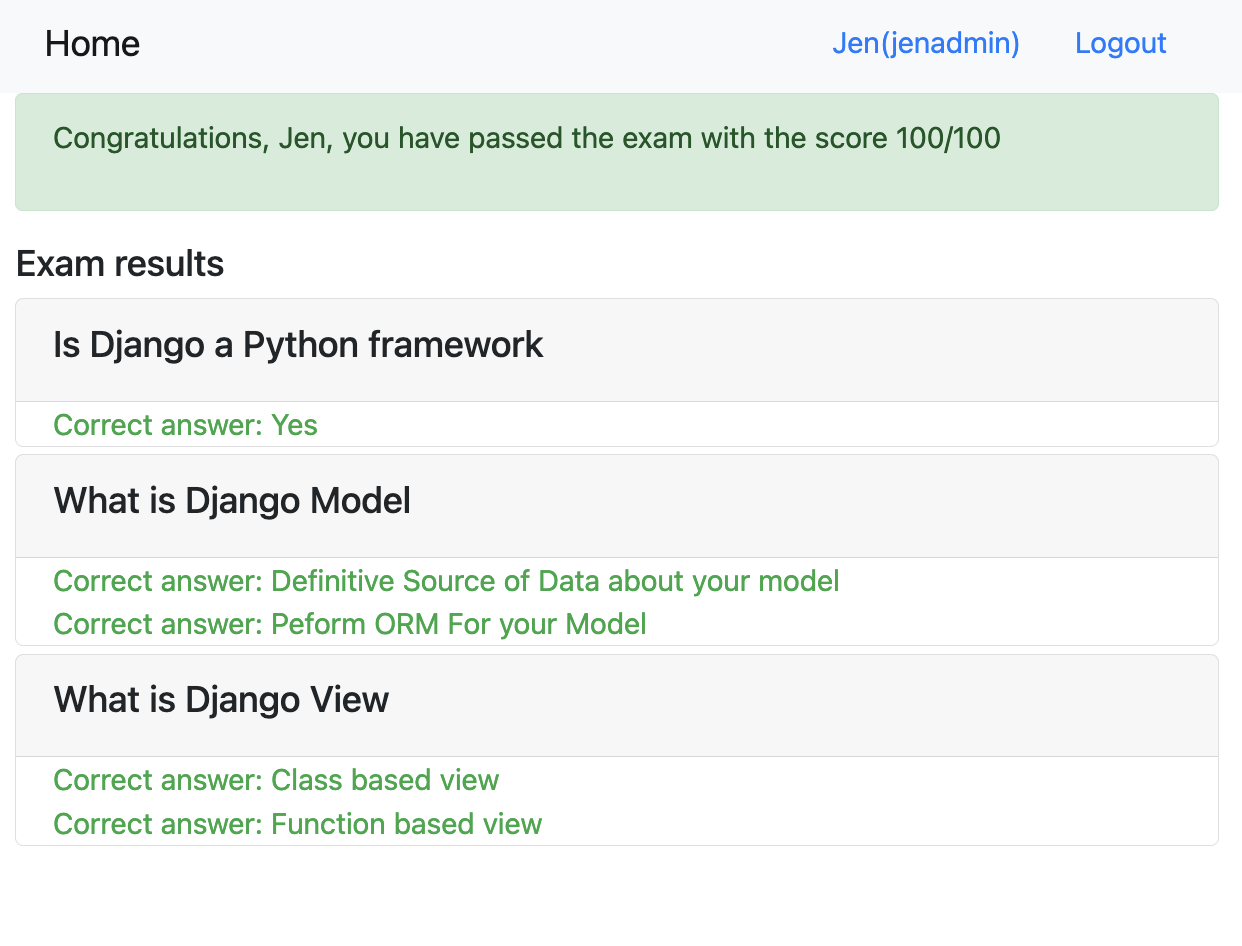 Home
Jen(jenadmin)
Logout
Congratulations, Jen, you have passed the exam with the score 100/100
Exam results
Is Django a Python framework
Correct answer: Yes
What is Django Model
Correct answer: Definitive Source of Data about your model
Correct answer: Peform ORM For your Model
What is Django View
Correct answer: Class based view
Correct answer: Function based view